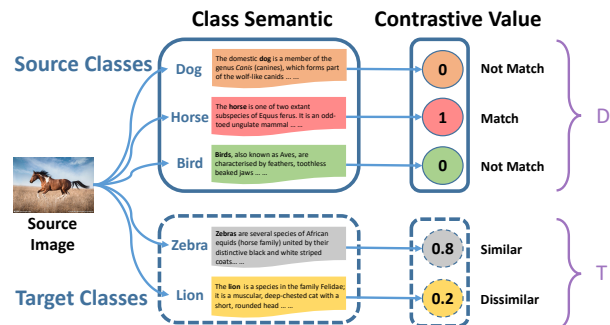 Class Semantic
Contrastive Value
Source Classes
Dog
The domestic dog is a member of the
genus Canis (canines), which forms part
of the wolf-like canids ... ...
0
Not Match
Horse
The horse is one of two extant
subspecies of Equus ferus. It is an odd-
toed ungulate mammal ... ...
1
Match
D
Bird
Birds, also known as Aves, are
characterised by feathers, toothless
beaked jaws ... ...
0
Not Match
Source
Image
Zebra
Zebras are several species of African
equids (horse family) united by their
distinctive black and white striped
coats... ...
0.8
Similar
T
Target Classes
Lion
The lion is a species in the family Felidae;
it is a muscular, deep-chested cat with a
short, rounded head ... ...
0.2
Dissimilar